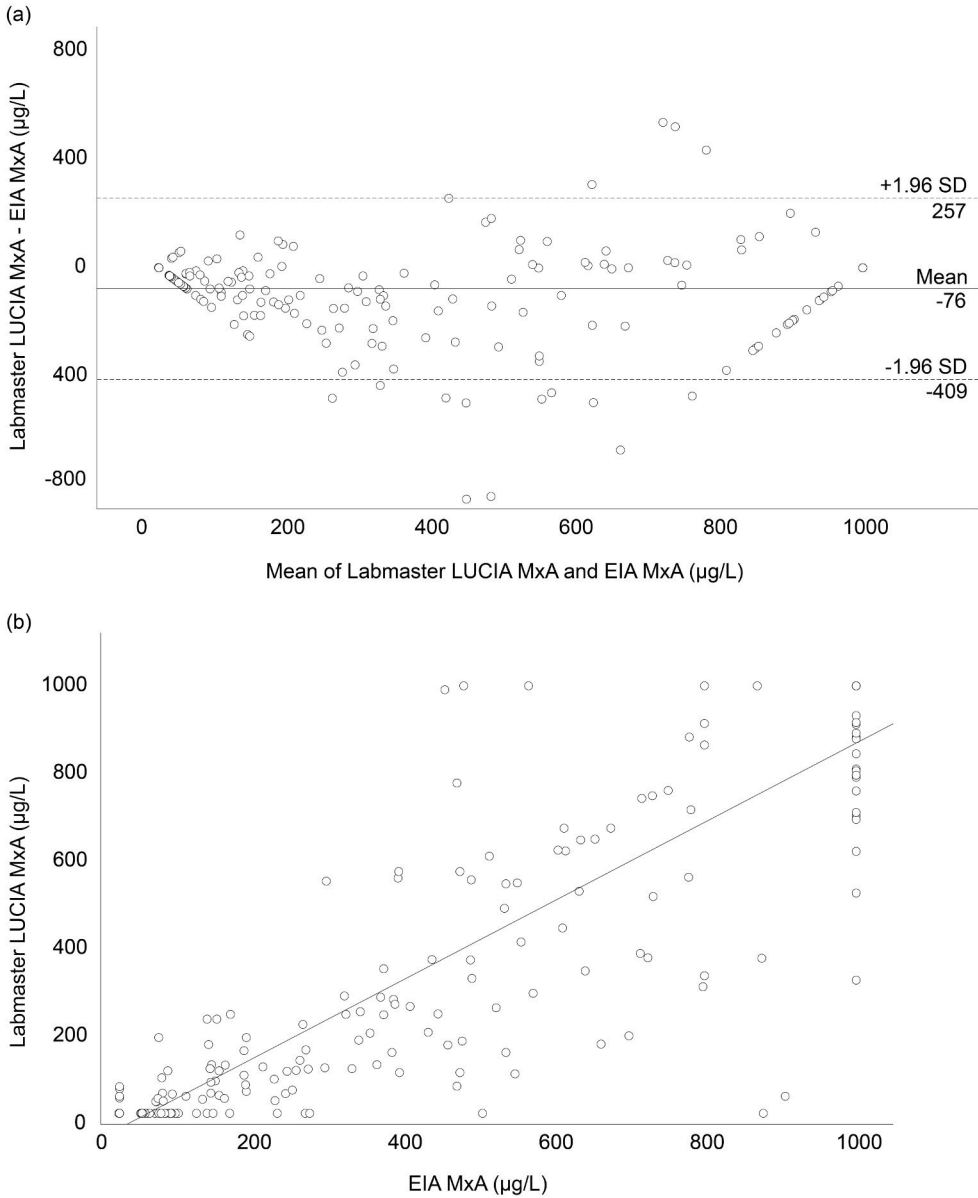 (a)
Labmaster LUCIA MxA - EIA MxA (µg/L)
800
400
0
400
-800
+1.96 SD
257
Mean
-76
-1.96 SD
-409
0 200 400 600 800 1000
Mean of Labmaster LUCIA MxA and EIA MxA (µg/L)
(b)
Labmaster LUCIA MxA (µg/L)
1000
800
600
400
200
0
0 200 400 600 800 1000
EIA MxA (µg/L)